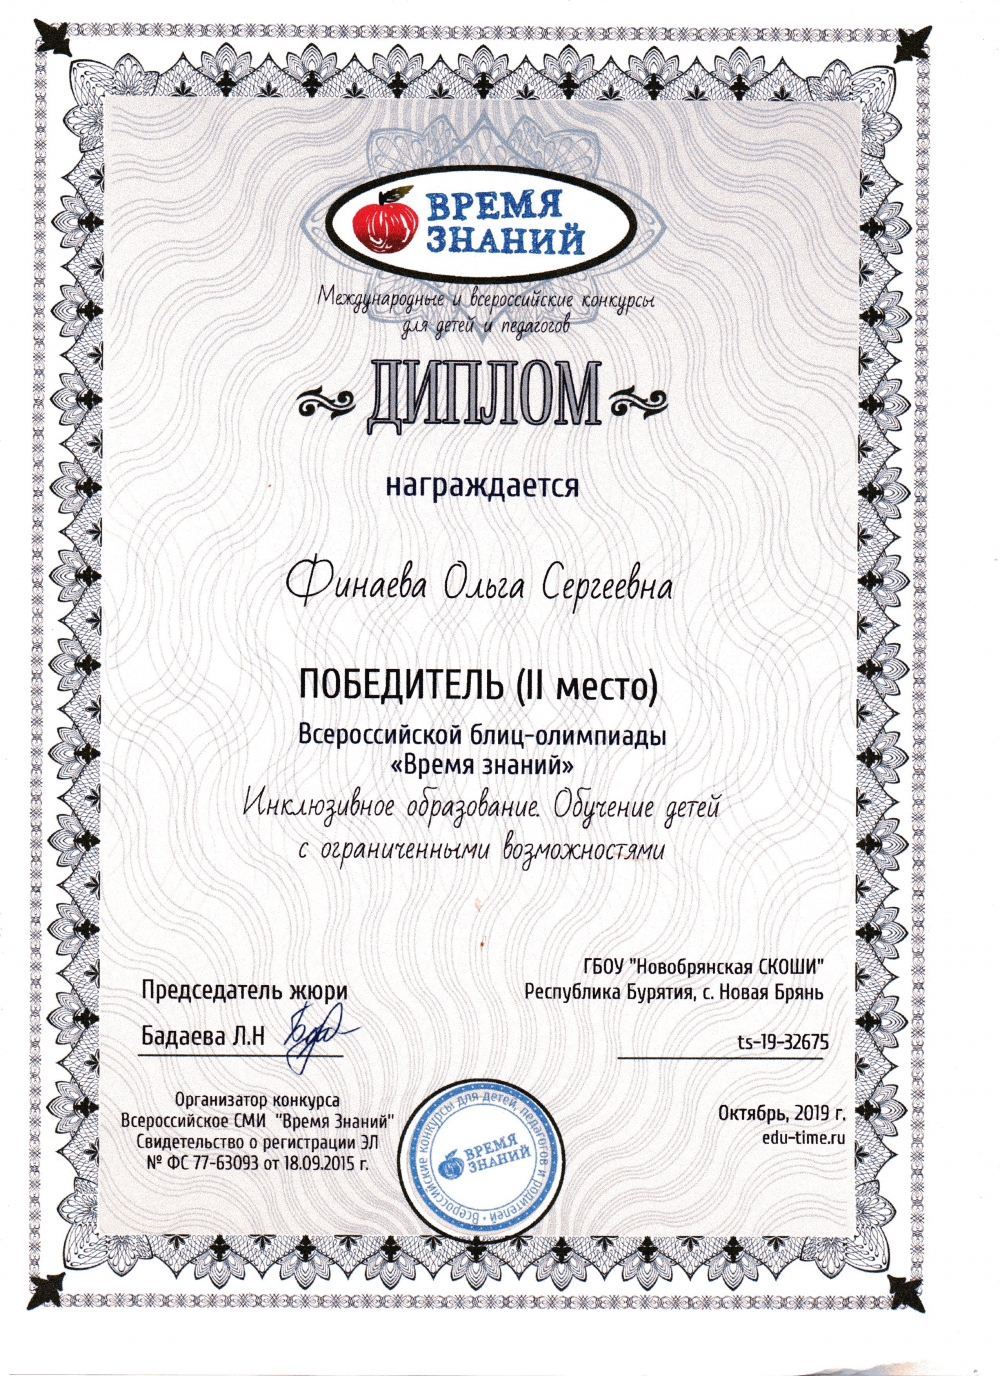 ВРЕМЯ
ЗНАНИЙ
Международные и всероссийские конкурсы
для детей и педагогов
ДИПЛОМ
награждается
Финаева Ольга Сергеевна
ПОБЕДИТЕЛЬ (II место)
Всероссийской блиц-олимпиады
«Время знаний»
Инклюзивное образование. Обучение детей
с ограниченными возможностями
ГБОУ "Новобрянская СКОШИ"
Республика Бурятия, с. Новая Брянь
Председатель жюри
Бадаева Л.Н
ts-19-32675
Организатор конкурса
Всероссийское СМИ "Время Знаний"
Свидетельство о регистрации ЭЛ
№ ФС 77-63093 от 18.09.2015 г.
Октябрь, 2019 г.
edu-time.ru
Всероссийские конкурсы для детей, педагогов и родителей •
ВРЕМЯ
ЗНАНИЙ